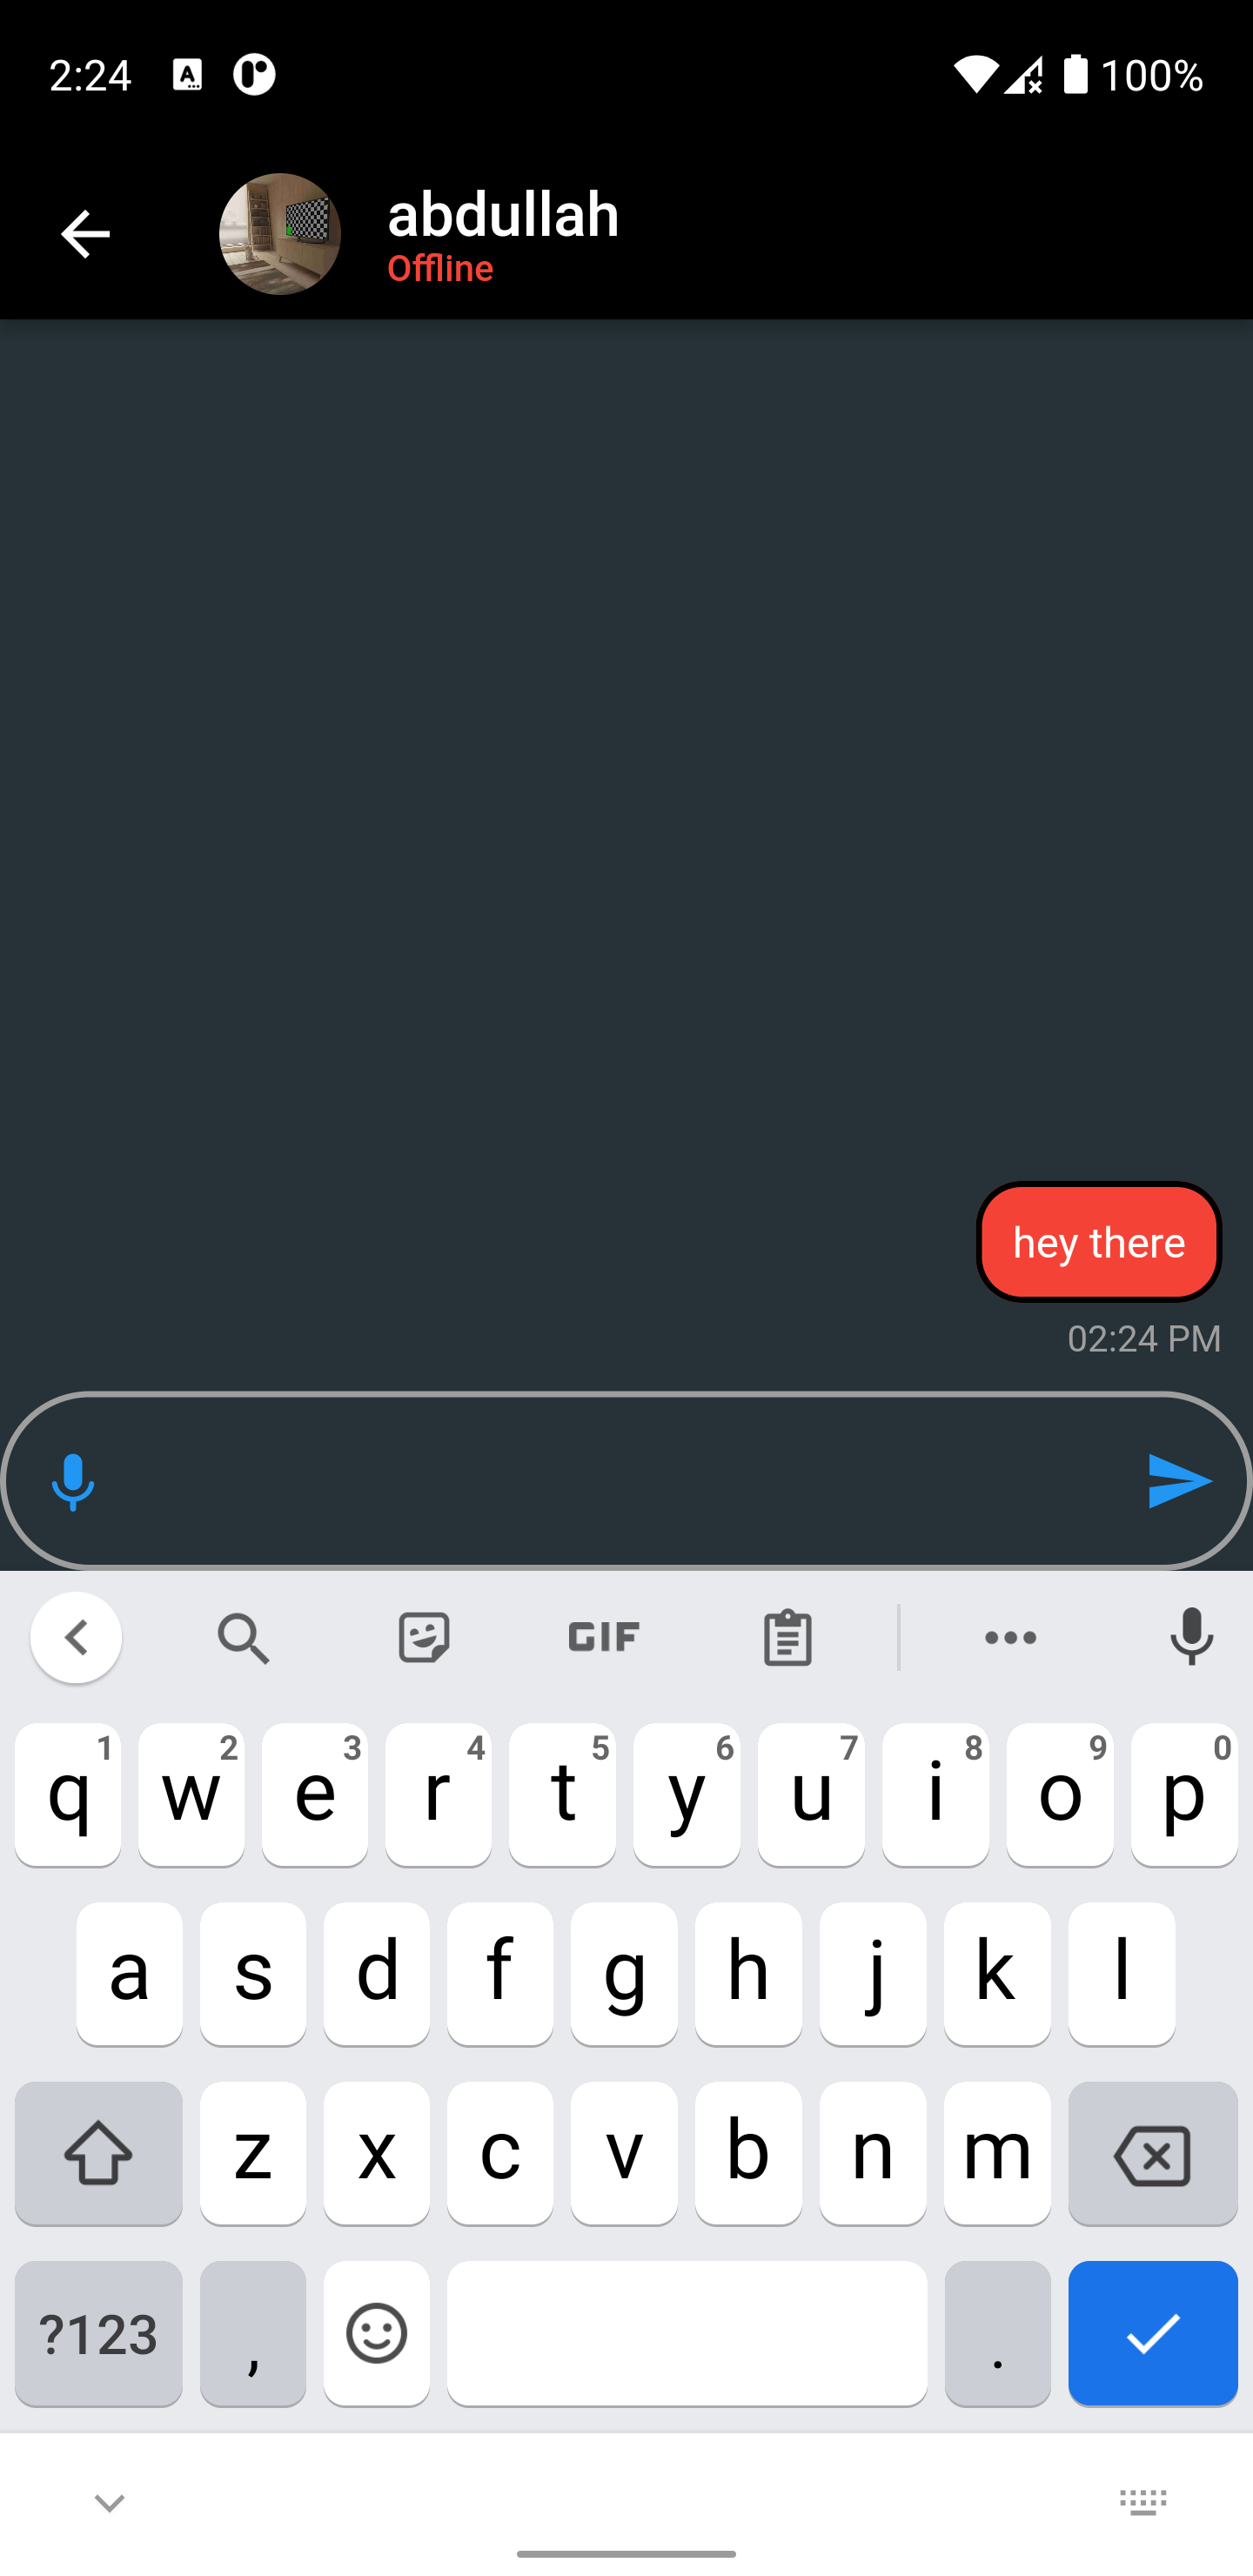 2:24 A 100%
abdullah
Offline
hey there
02:24 PM
GIF
q1 w2 e3 r4 t5 y6 u7 i8 o9 p0
a s d f g h j k l
z x c v b n m
?123 , .